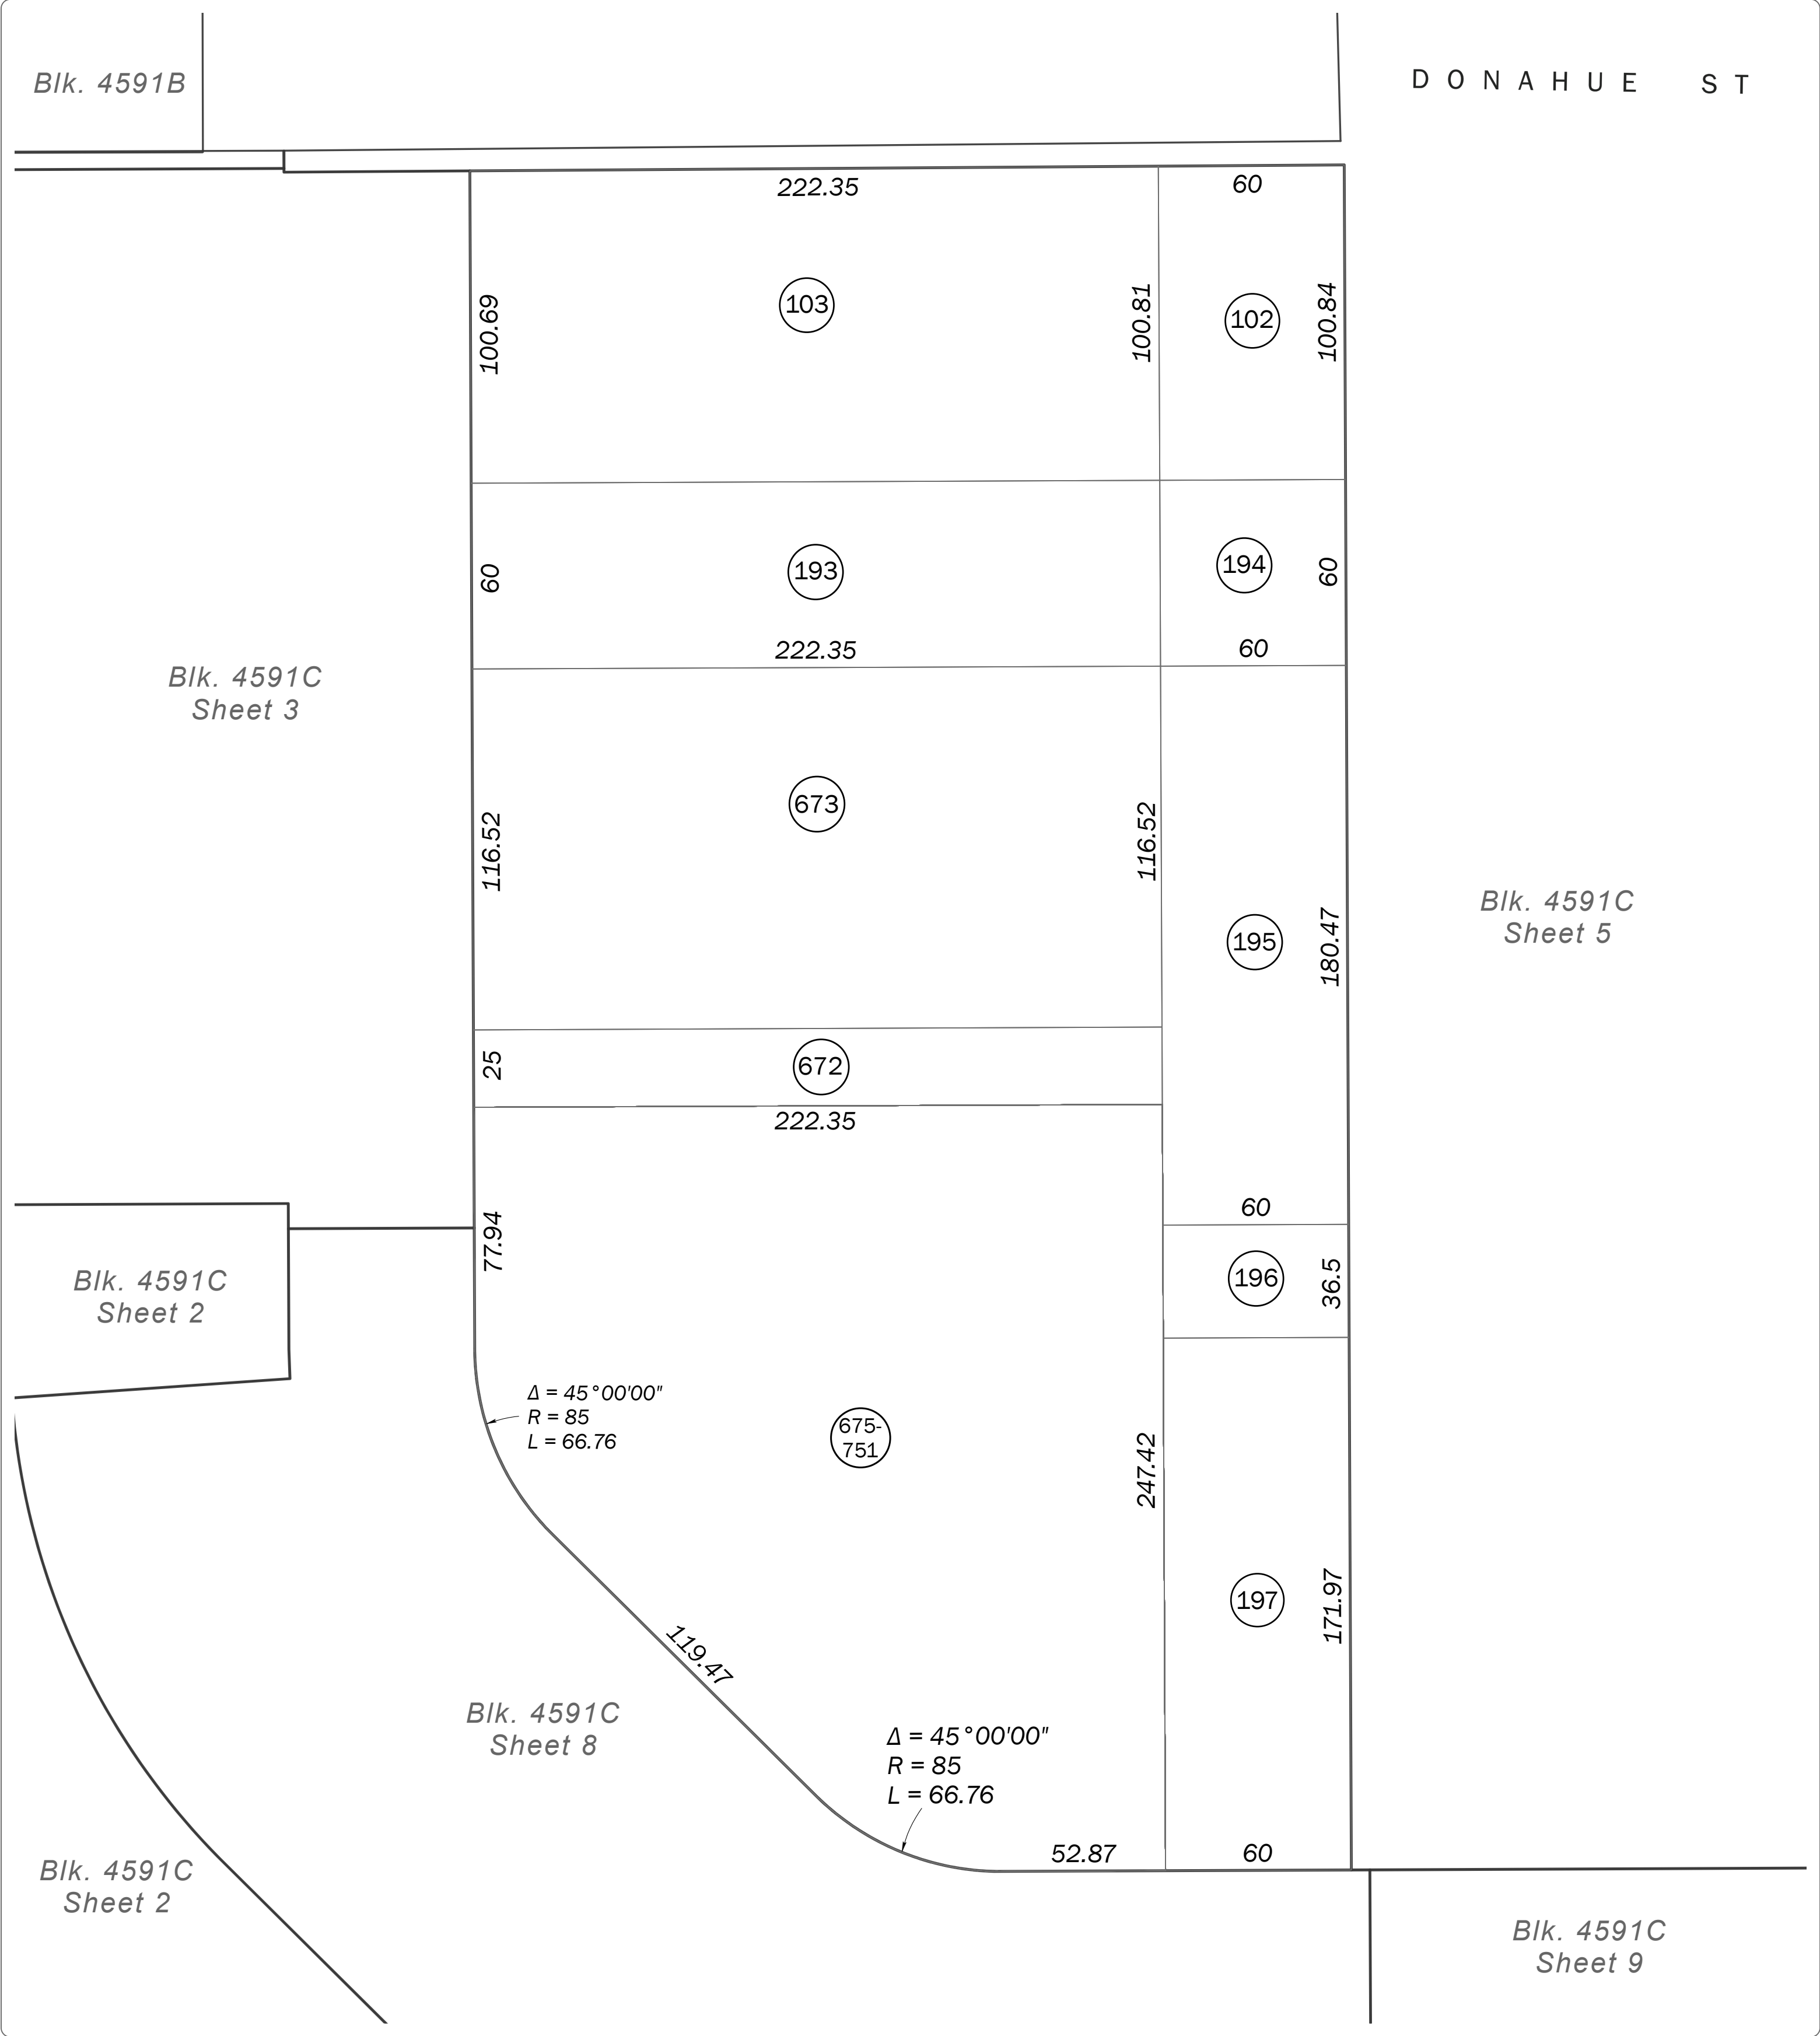 Blk. 4591B
DONAHUE ST
222.35
60
100.69
103
100.81
102
100.84
60
193
194
60
222.35
60
Blk. 4591C
Sheet 3
116.52
673
116.52
195
180.47
Blk. 4591C
Sheet 5
25
672
222.35
77.94
60
Blk. 4591C
Sheet 2
196
36.5
Δ = 45°00'00"
R = 85
L = 66.76
675-
751
247.42
197
171.97
119.47
Blk. 4591C
Sheet 8
Δ = 45°00'00"
R = 85
L = 66.76
52.87
60
Blk. 4591C
Sheet 2
Blk. 4591C
Sheet 9